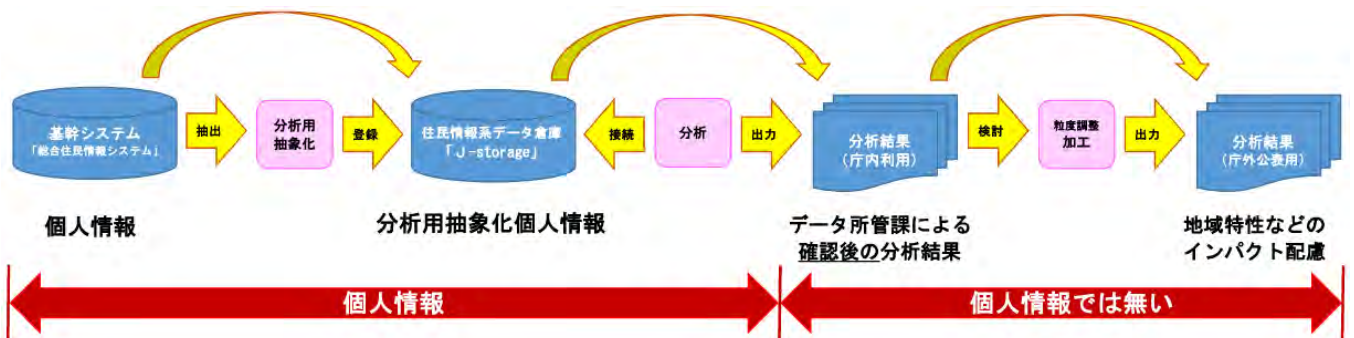 基幹システム
「総合住民情報システム」
抽出
分析用
抽象化
登録
住民情報系データ倉庫
「J-storage」
接続
分析
出力
分析結果
(庁内利用)
検討
粒度調整
加工
出力
分析結果
(庁外公表用)
個人情報
分析用抽象化個人情報
データ所管課による
確認後の分析結果
地域特性などの
インパクト配慮
個人情報
個人情報では無い